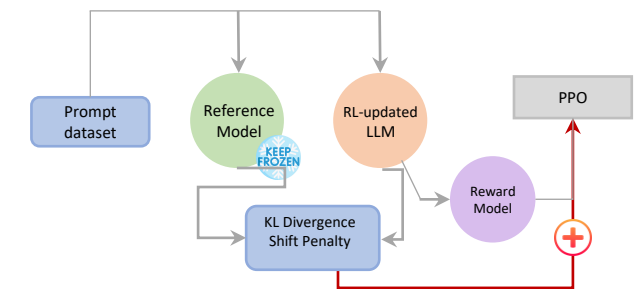 Prompt
dataset
Reference
Model
KEEP
FROZEN
RL-updated
LLM
PPO
Reward
Model
KL Divergence
Shift Penalty